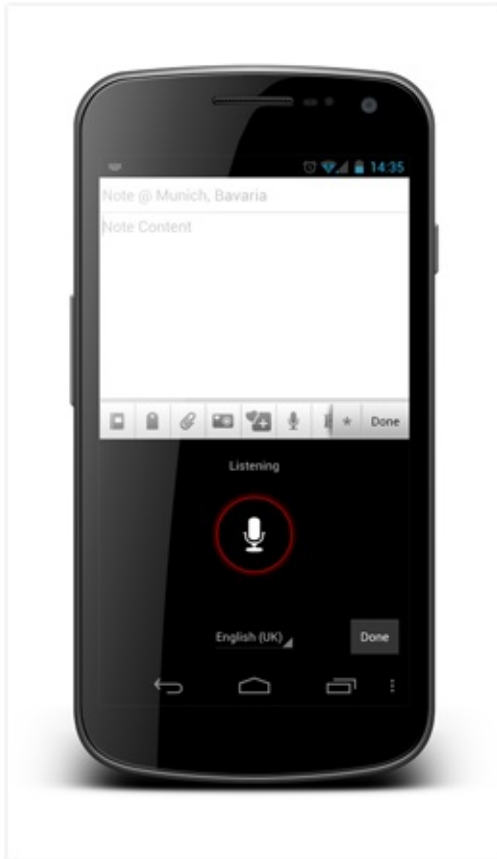 14:35
Note @ Munich, Bavaria
Note Content
Done
Listening
English (UK)
Done